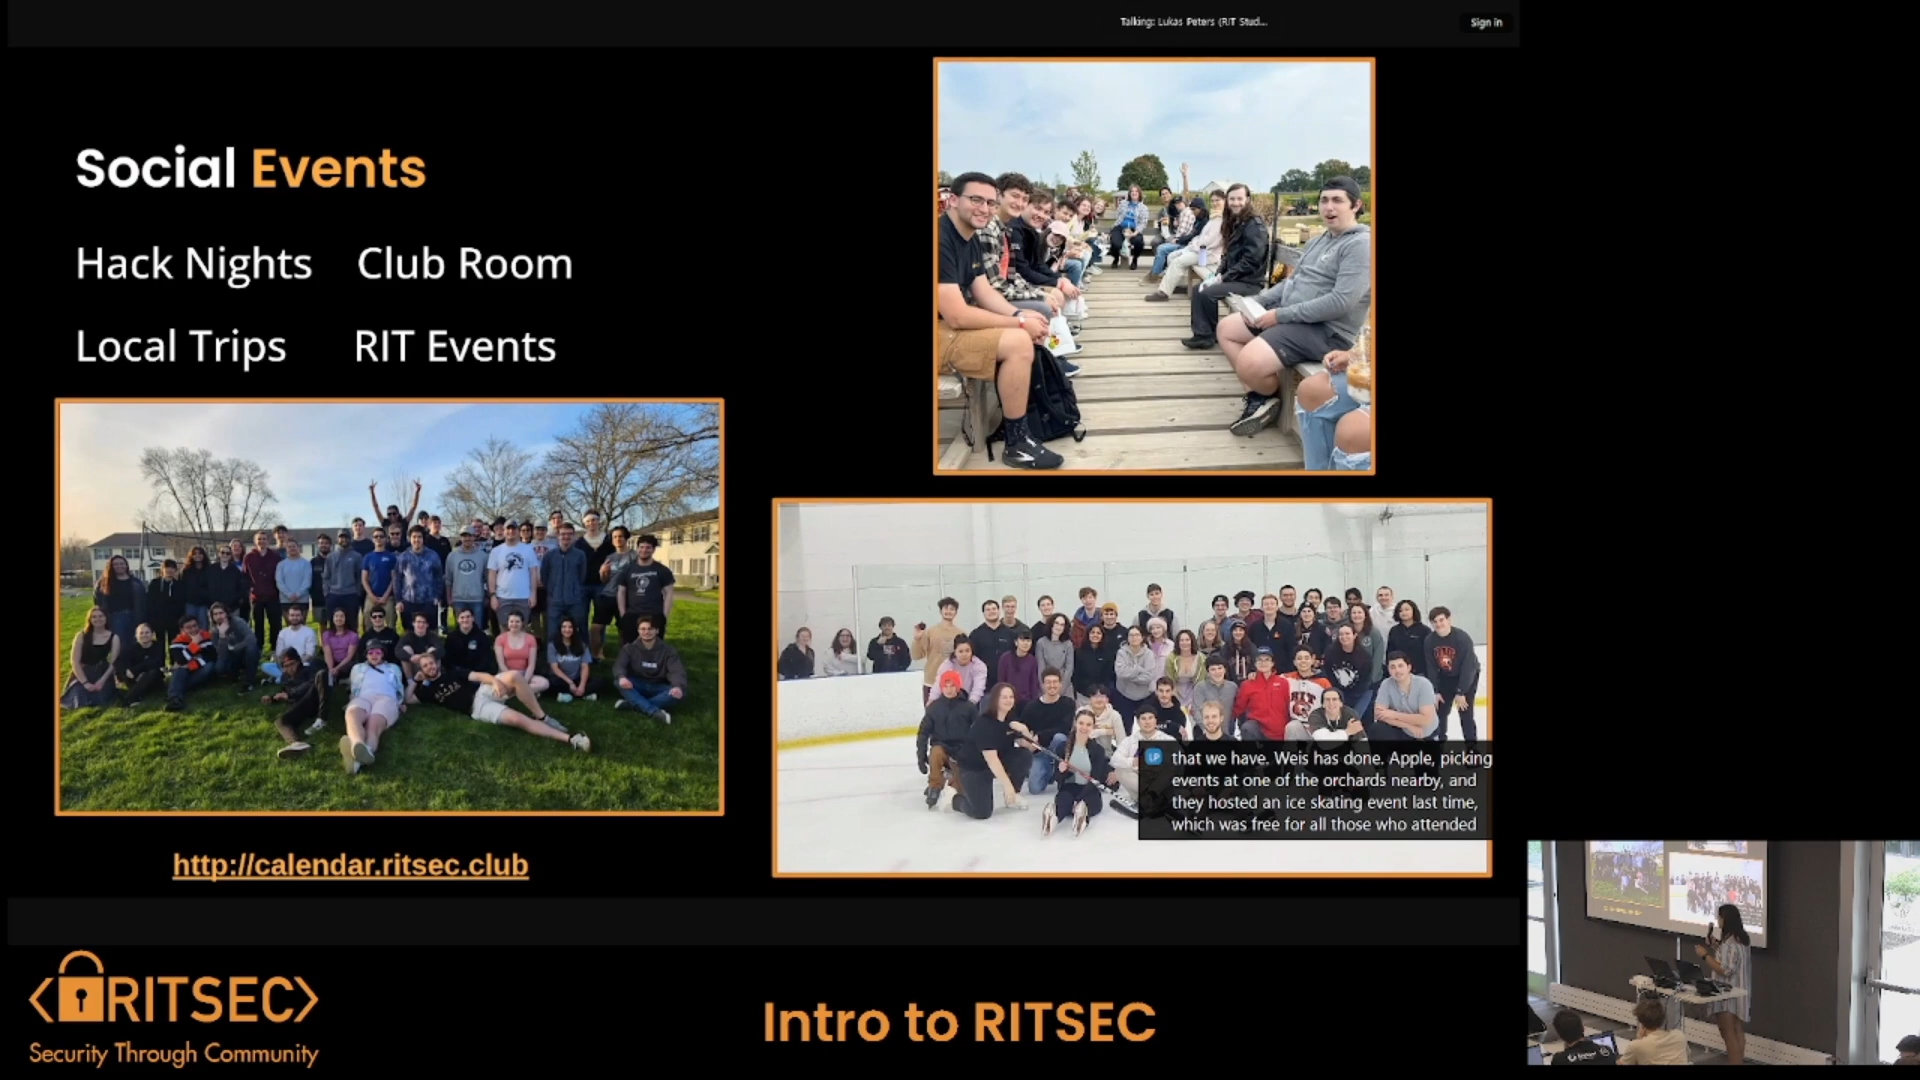 Talking: Lukas Peters (RIT Stud...
Sign in
Social Events
Hack Nights Club Room
Local Trips RIT Events
LP
that we have. Weis has done. Apple, picking
events at one of the orchards nearby, and
they hosted an ice skating event last time,
which was free for all those who attended
http://calendar.ritsec.club
<RITSEC>
Security Through Community
Intro to RITSEC